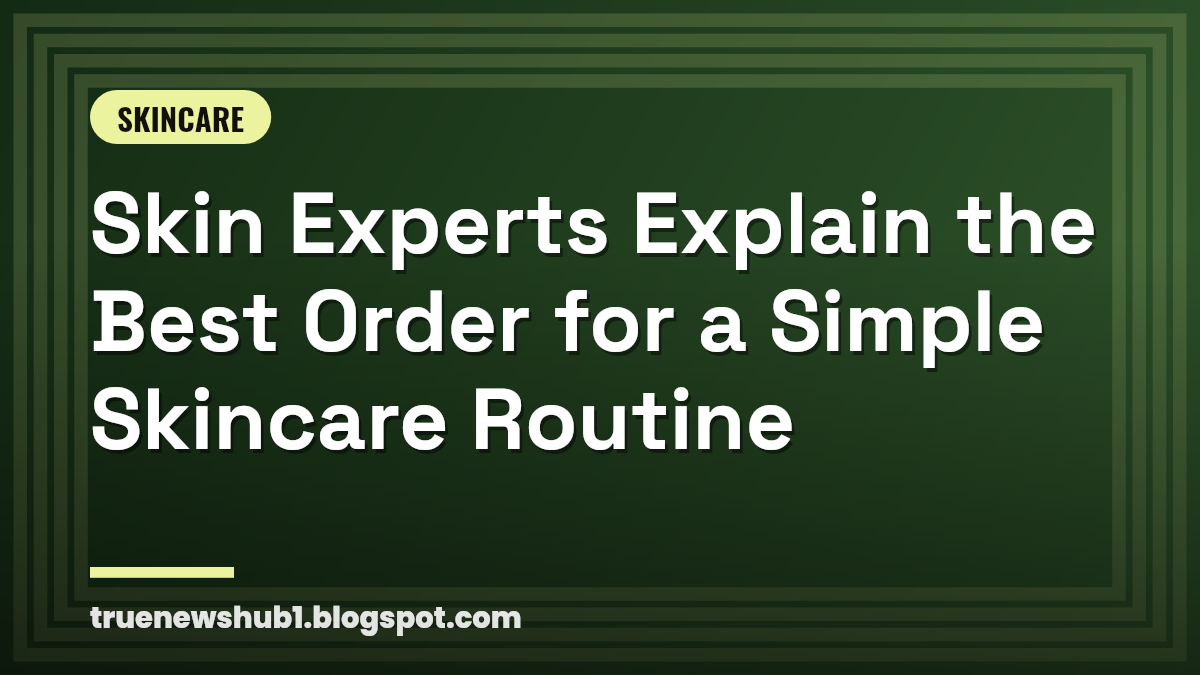 SKINCARE
Skin Experts Explain the
Best Order for a Simple
Skincare Routine
truenewshub1.blogspot.com